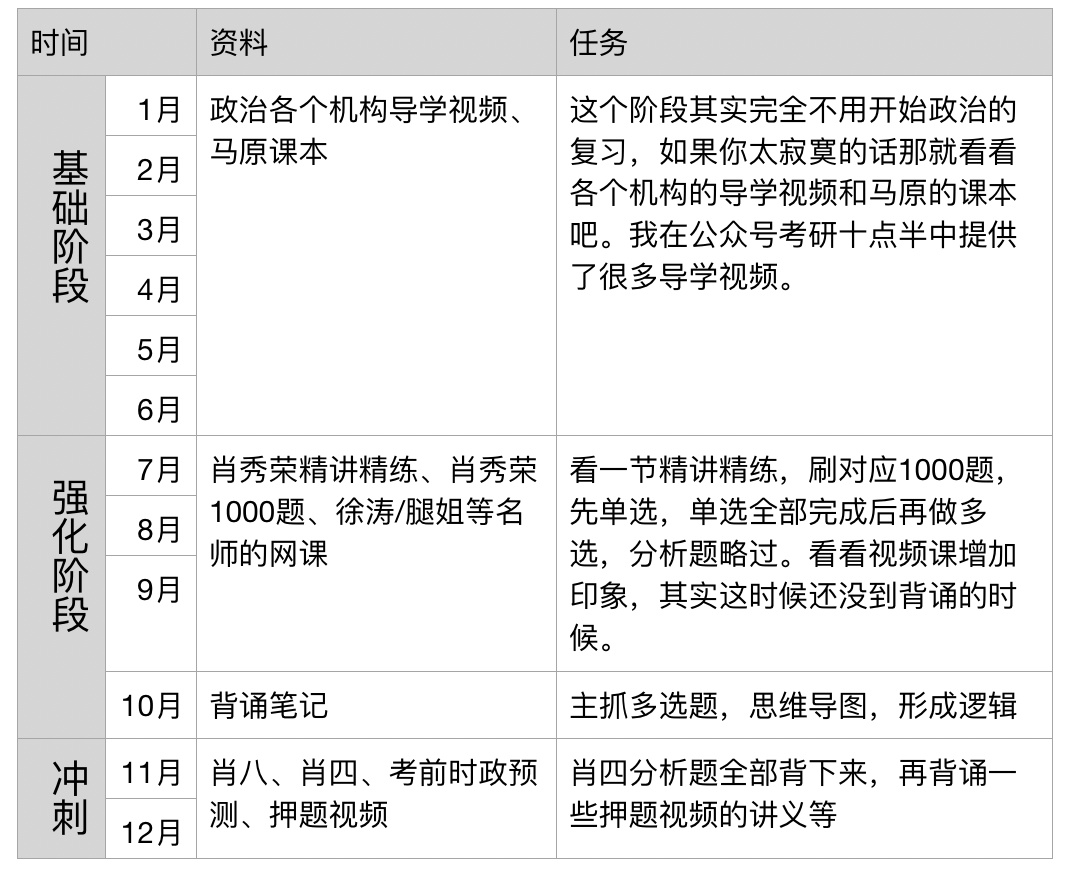 时间 资料 任务
基础阶段
1月
2月
3月
4月
5月
6月
政治各个机构导学视频、
马原课本
这个阶段其实完全不用开始政治的
复习，如果你太寂寞的话那就看看
各个机构的导学视频和马原的课本
吧。我在公众号考研十点半中提供
了很多导学视频。
强化阶段
7月
8月
9月
肖秀荣精讲精练、肖秀荣
1000题、徐涛/腿姐等名
师的网课
看一节精讲精练，刷对应1000题，
先单选，单选全部完成后再做多
选，分析题略过。看看视频课增加
印象，其实这时候还没到背诵的时
候。
10月
背诵笔记
主抓多选题，思维导图，形成逻辑
冲刺
11月
12月
肖八、肖四、考前时政预
测、押题视频
肖四分析题全部背下来，再背诵一
些押题视频的讲义等